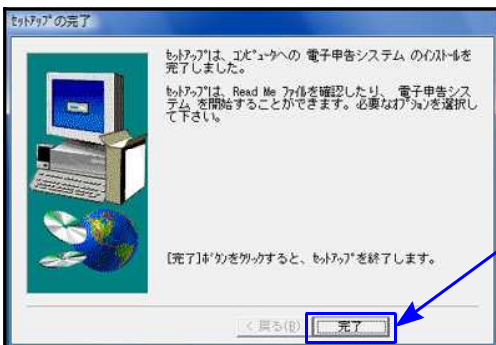 ｾｯﾄｱｯﾌﾟの完了
ｾｯﾄｱｯﾌﾟは、ｺﾝﾋﾟｭｰﾀへの 電子申告システム のｲﾝｽﾄｰﾙを
完了しました。
ｾｯﾄｱｯﾌﾟは、Read Me ﾌｧｲﾙを確認したり、 電子申告シス
テム を開始することができます。必要なｵﾌﾟｼｮﾝを選択し
て下さい。
[完了]ﾎﾞﾀﾝをｸﾘｯｸすると、ｾｯﾄｱｯﾌﾟを終了します。
< 戻る(B) 完了